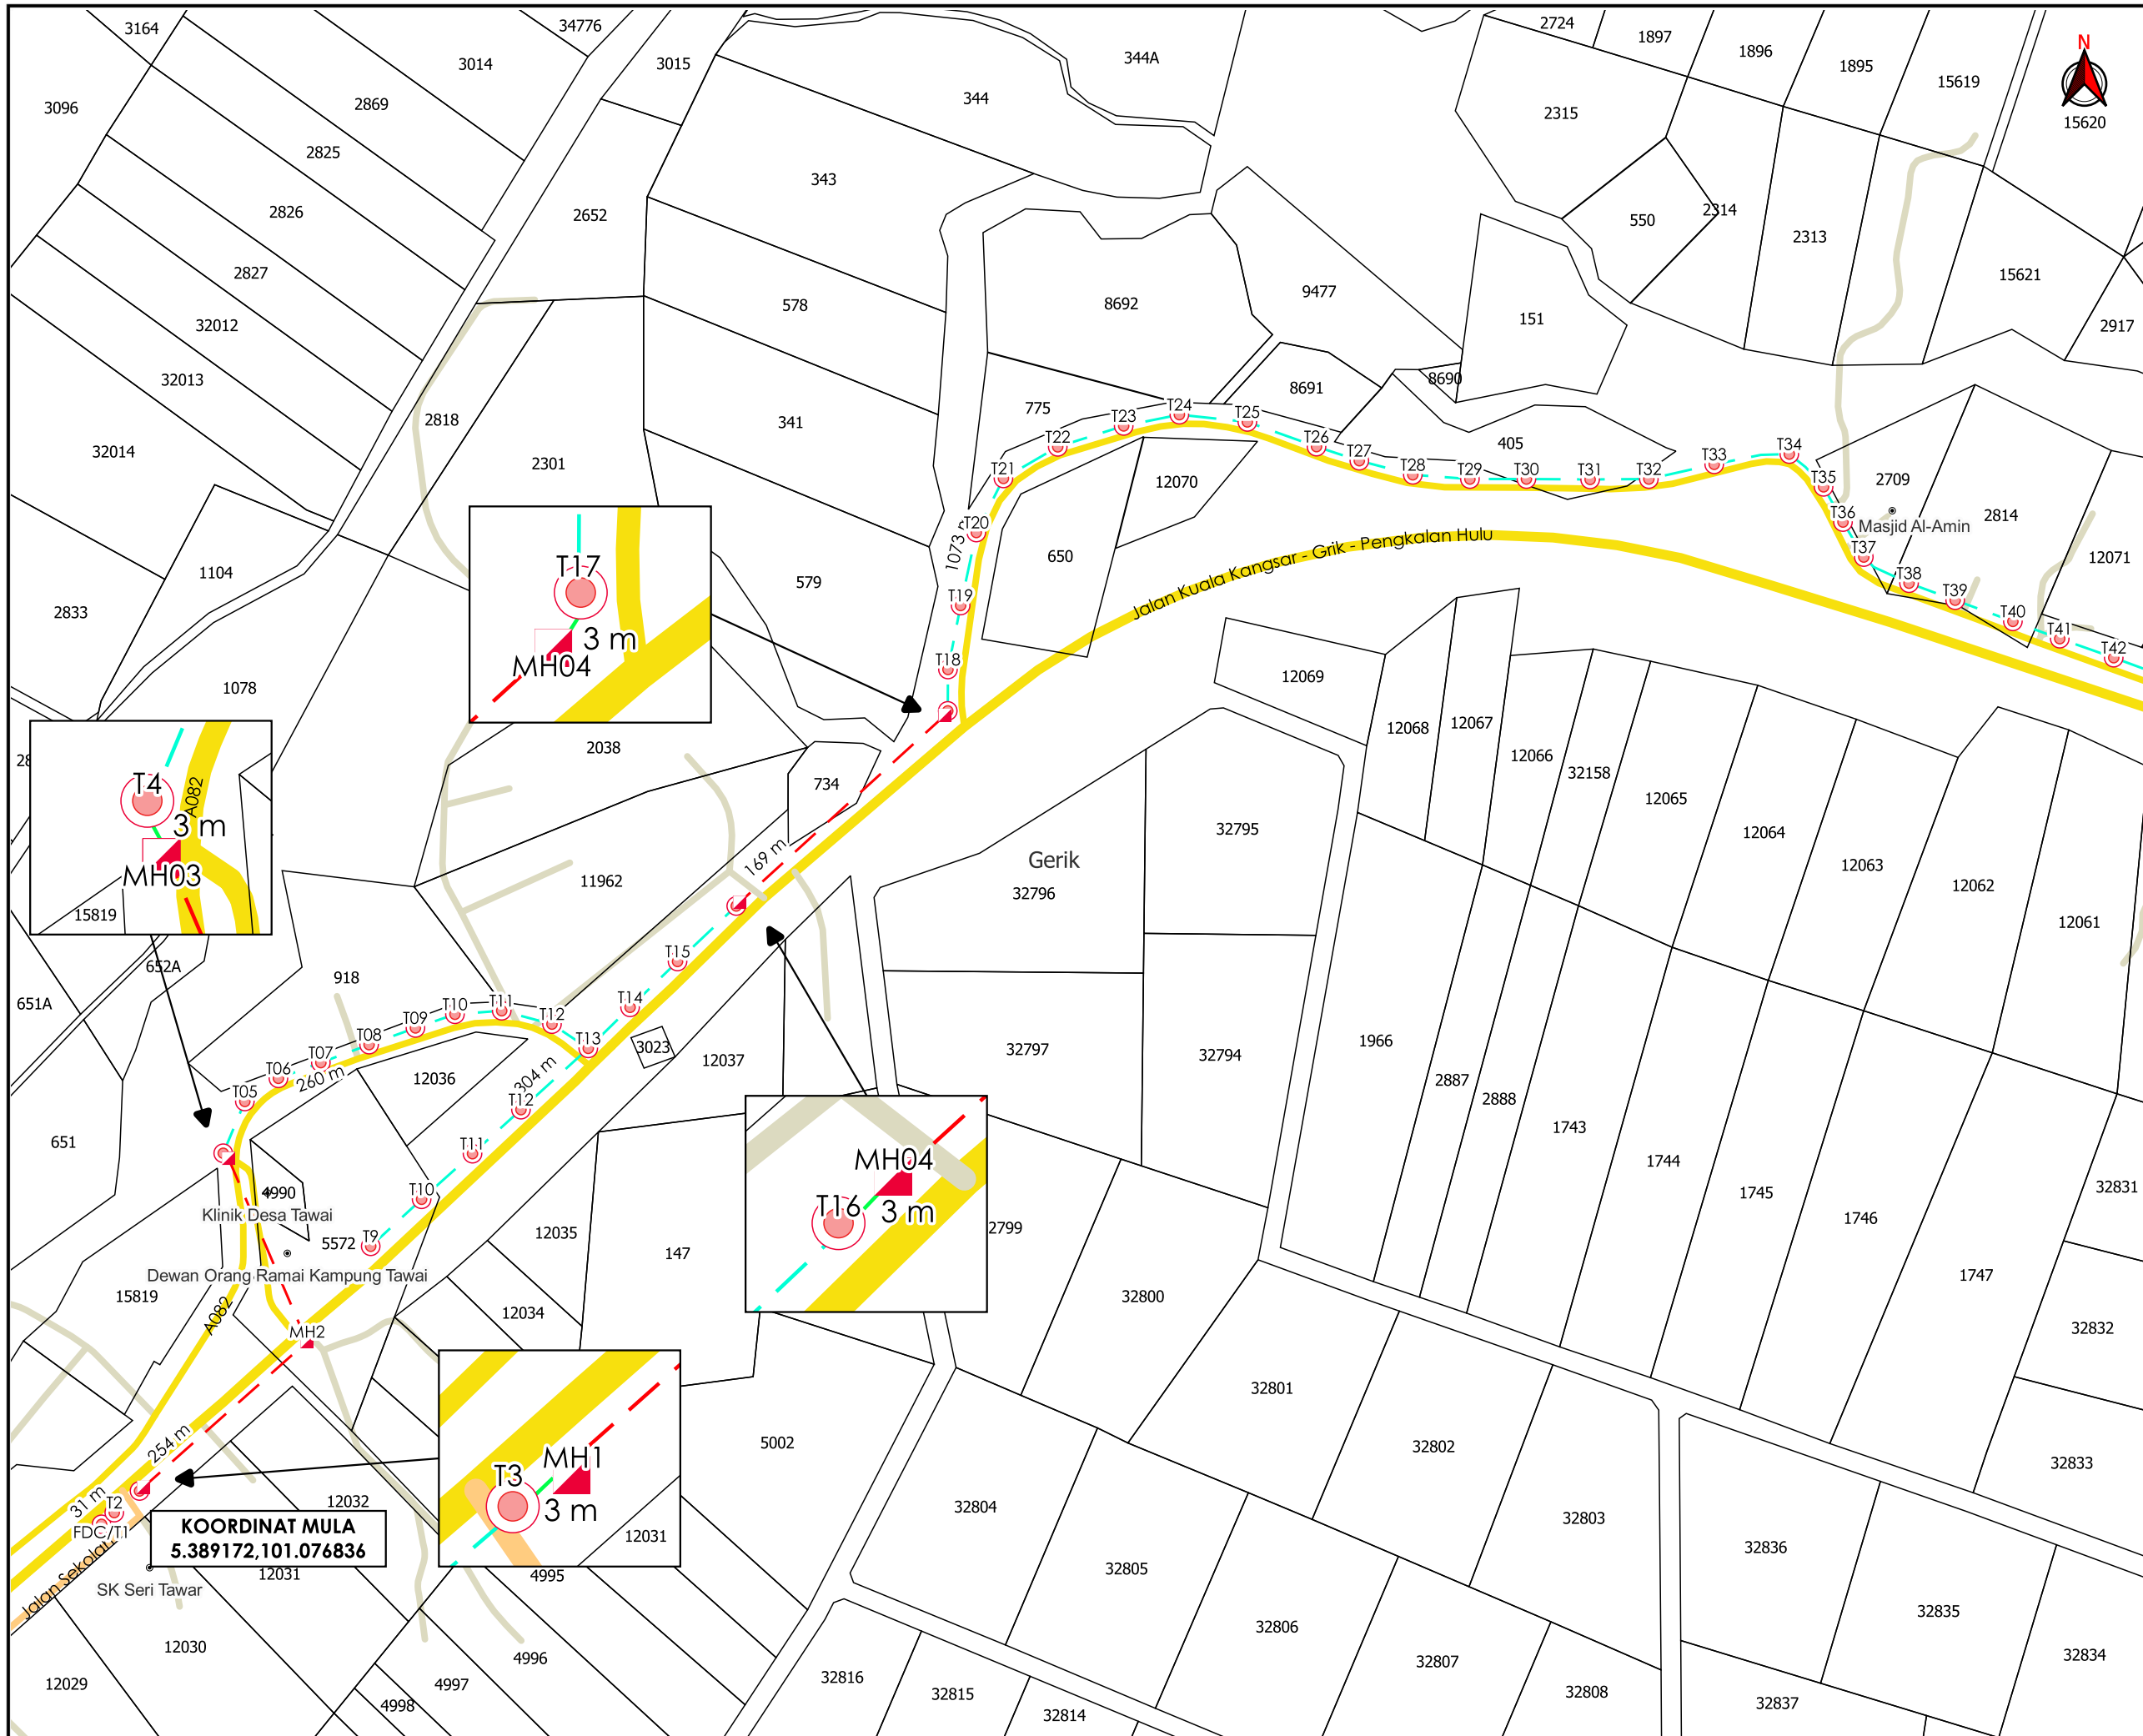 3164
34776
3014
3015
344A
2724
1897
1896
1895
15619
N
15620
3096
2869
344
2315
2825
343
2826
2652
550
2314
2313
2827
578
8692
9477
151
15621
2917
32012
32013
2818
341
775
8691
8690
405
T21
T22
T23
T24
T25
T26
T27
T28
T29
T30
T31
T32
T33
T34
T35
T36
T37
T38
T39
T40
T41
T42
2709
Masjid Al-Amin
2814
12071
32014
2301
12070
T20
1073
650
Jalan Kuala Kangsar - Grik - Pengkalan Hulu
1104
2833
579
T19
T18
T17
3 m
MH04
1078
2038
734
12069
12068
12067
12066
32158
12065
12064
12063
12062
12061
28
T4
A082
3 m
MH03
15819
169 m
11962
Gerik
32795
32796
652A
651A
918
T15
T14
T13
T12
T11
T10
T09
T08
T07
T06
T05
260 m
304 m
3023
12037
12036
32797
32794
1966
2887
2888
1743
1744
1745
1746
1747
32831
32832
32833
651
T12
T11
T10
T9
4990
Klinik Desa Tawai
5572
Dewan Orang Ramai Kampung Tawai
15819
A082
MH2
12035
12034
147
MH04
T16
3 m
2799
32800
32801
32802
32803
254 m
31 m
T2
FDC/T1
12032
MH1
T3
3 m
12031
5002
KOORDINAT MULA
5.389172,101.076836
Jalan Sekolah
SK Seri Tawar
12031
4995
32804
32805
32806
32807
32808
32836
32835
32834
32837
12030
12029
4996
4997
4998
32816
32815
32814